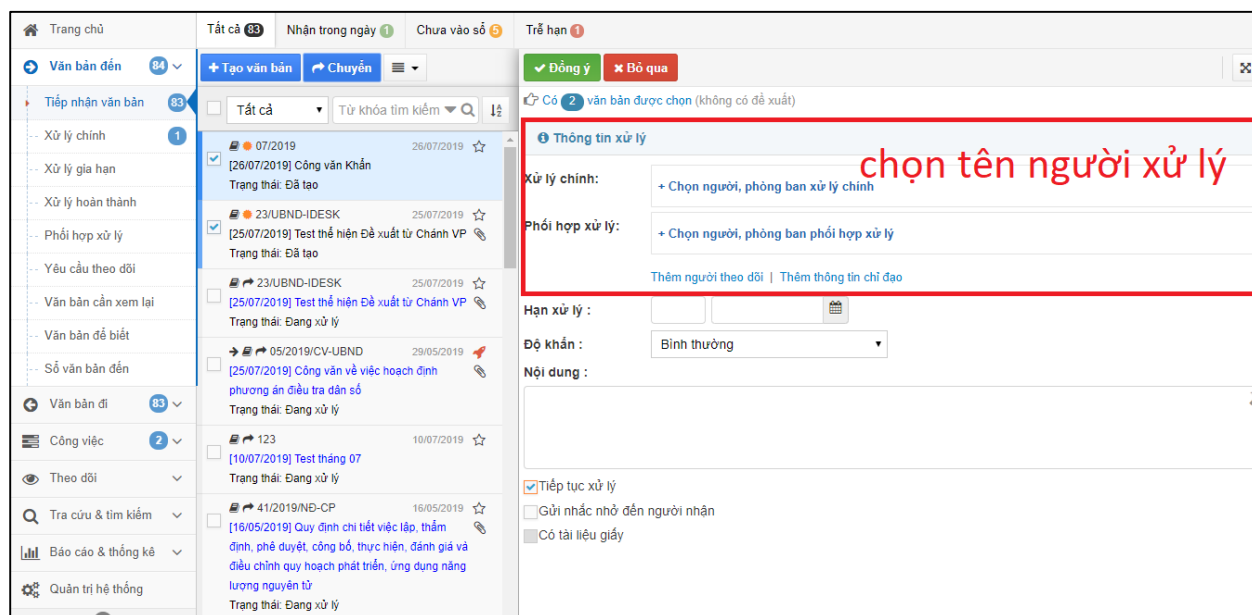 Trang chủ
Văn bản đến 84
Tiếp nhận văn bản 83
Xử lý chính 1
Xử lý gia hạn
Xử lý hoàn thành
Phối hợp xử lý
Yêu cầu theo dõi
Văn bản cần xem lại
Văn bản để biết
Sổ văn bản đến
Văn bản đi 83
Công việc 2
Theo dõi
Tra cứu & tìm kiếm
Báo cáo & thống kê
Quản trị hệ thống
Tất cả 83 Nhận trong ngày 1 Chưa vào sổ 5 Trễ hạn 1
+ Tạo văn bản Chuyển
Tất cả Từ khóa tìm kiếm
07/2019 26/07/2019
[26/07/2019] Công văn Khẩn
Trạng thái: Đã tạo
23/UBND-IDESK 25/07/2019
[25/07/2019] Test thể hiện Đề xuất từ Chánh VP
Trạng thái: Đã tạo
23/UBND-IDESK 25/07/2019
[25/07/2019] Test thể hiện Đề xuất từ Chánh VP
Trạng thái: Đang xử lý
05/2019/CV-UBND 29/05/2019
[25/07/2019] Công văn về việc hoạch định
phương án điều tra dân số
Trạng thái: Đang xử lý
123 10/07/2019
[10/07/2019] Test tháng 07
Trạng thái: Đang xử lý
41/2019/NĐ-CP 16/05/2019
[16/05/2019] Quy định chi tiết việc lập, thẩm
định, phê duyệt, công bố, thực hiện, đánh giá và
điều chỉnh quy hoạch phát triển, ứng dụng năng
lượng nguyên tử
Trạng thái: Đang xử lý
Đồng ý Bỏ qua
Có 2 văn bản được chọn (không có đề xuất)
Thông tin xử lý
chọn tên người xử lý
Xử lý chính: + Chọn người, phòng ban xử lý chính
Phối hợp xử lý: + Chọn người, phòng ban phối hợp xử lý
Thêm người theo dõi | Thêm thông tin chỉ đạo
Hạn xử lý :
Độ khẩn : Bình thường
Nội dung :
Tiếp tục xử lý
Gửi nhắc nhở đến người nhận
Có tài liệu giấy